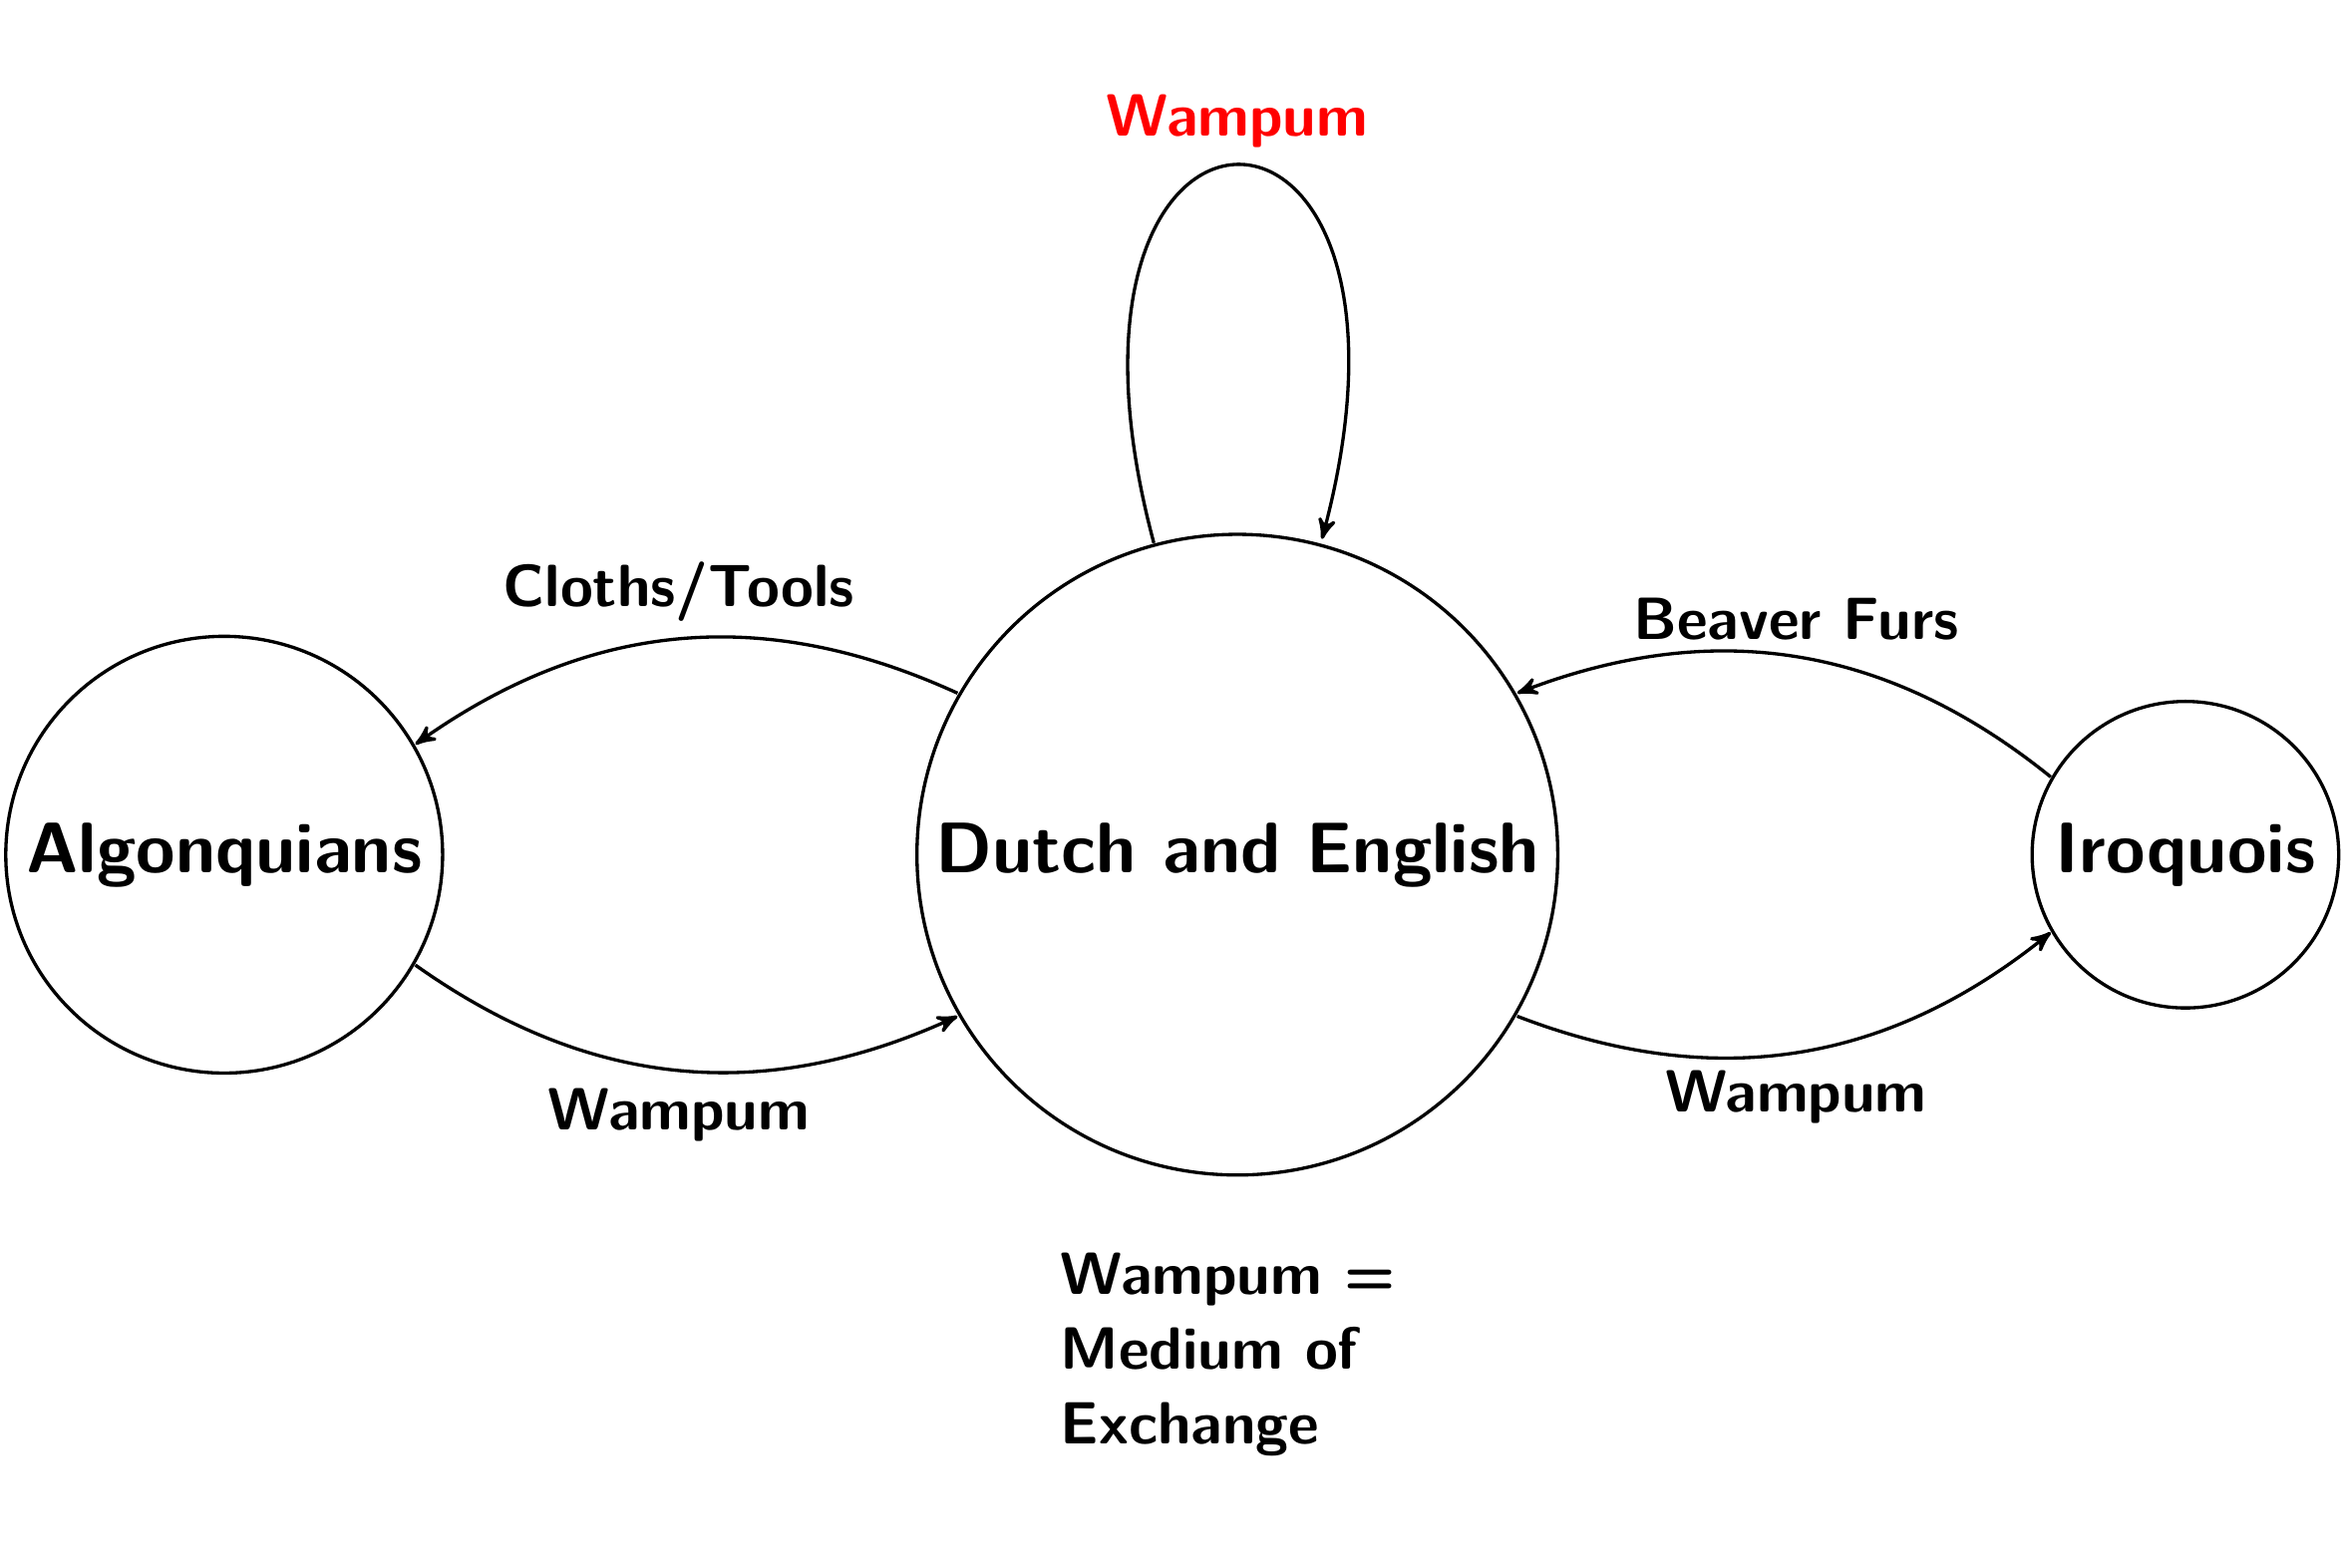 Wampum
Cloths/Tools
Beaver Furs
Algonquians
Dutch and English
Iroquois
Wampum
Wampum
Wampum =
Medium of
Exchange